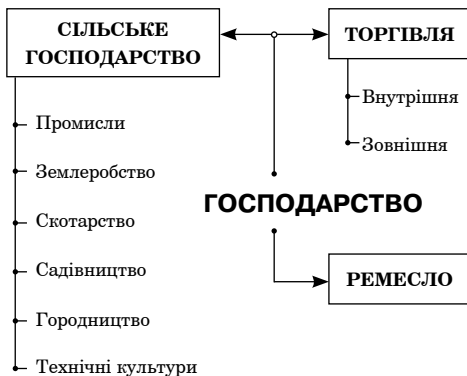 СІЛЬСЬКЕ
ГОСПОДАРСТВО
Промисли
Землеробство
Скотарство
Садівництво
Городництво
Технічні культури
ТОРГІВЛЯ
Внутрішня
Зовнішня
ГОСПОДАРСТВО
РЕМЕСЛО